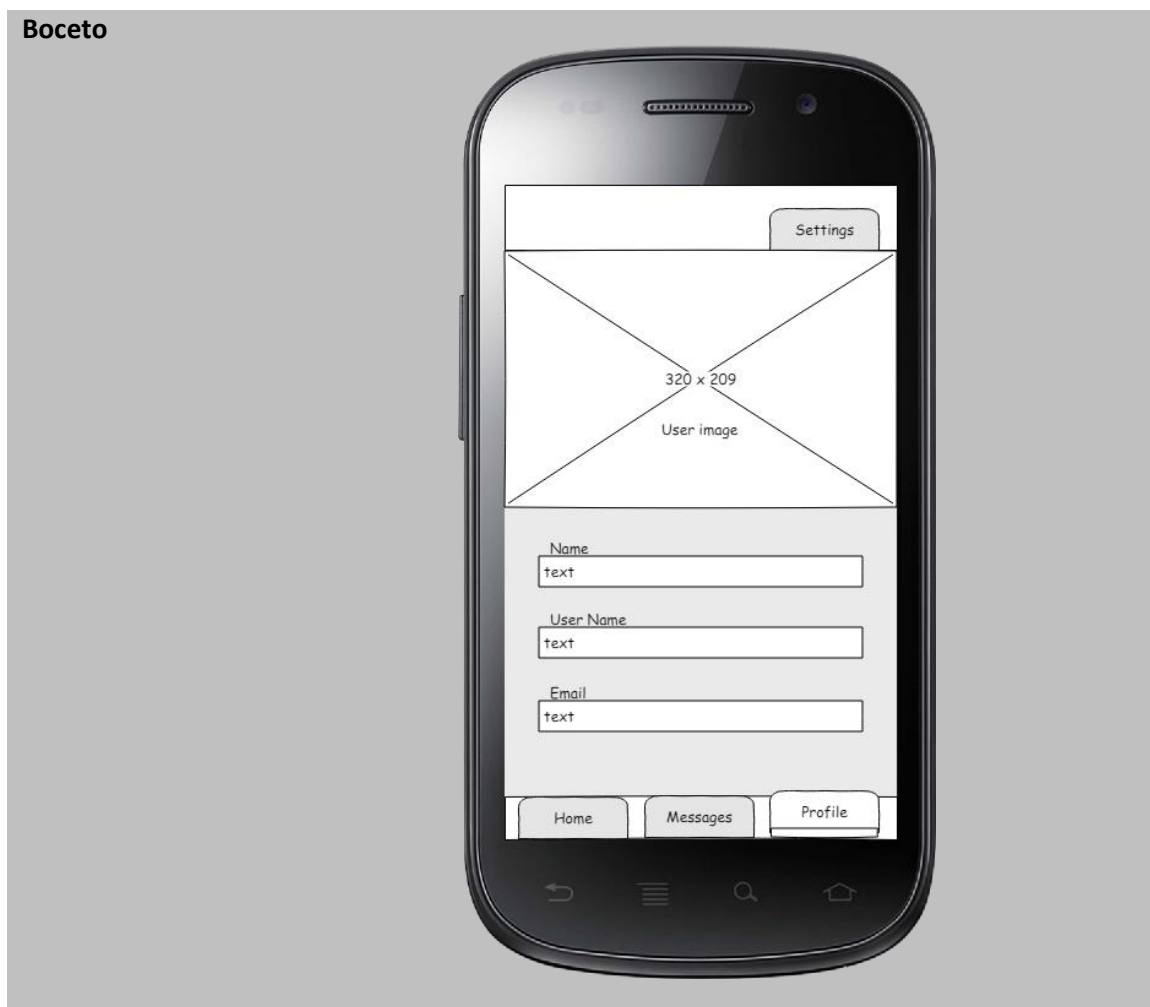 Boceto
Settings
320 x 209
User image
Name
text
User Name
text
Email
text
Home
Messages
Profile